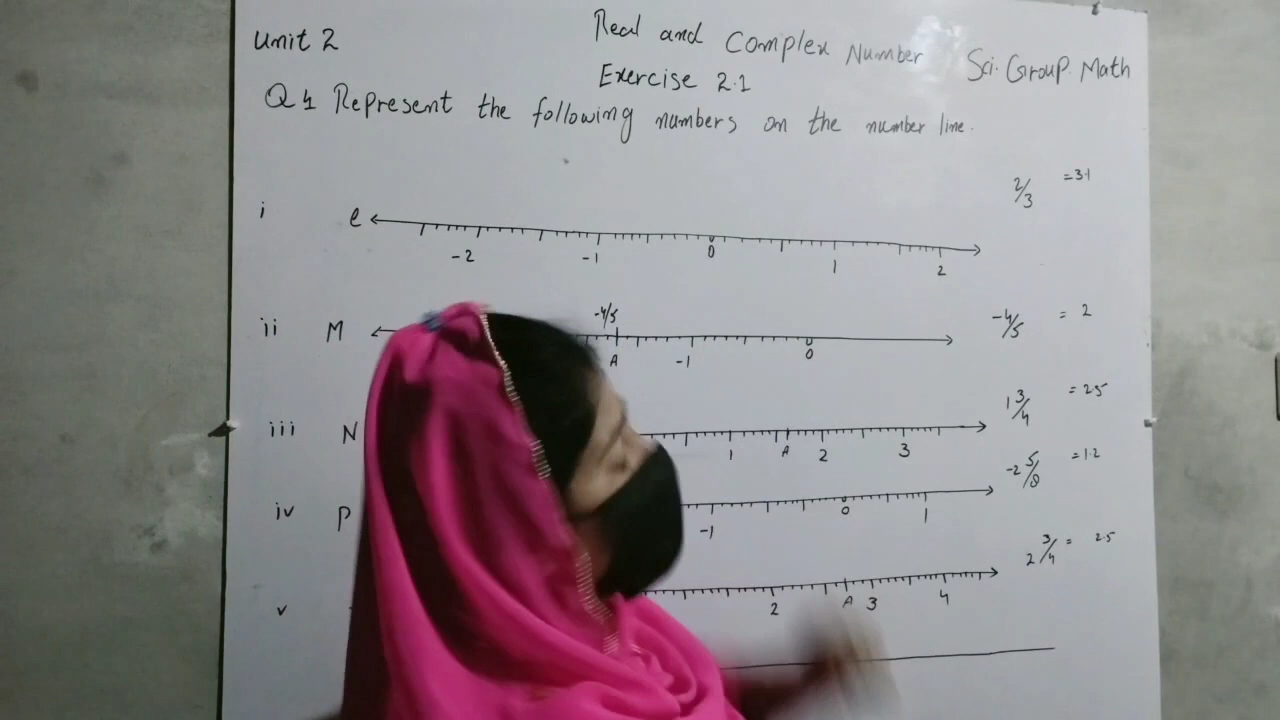 Unit 2
Real and Complex Number Sci. Group. Math
Exercise 2.1
Q 4 Represent the following numbers on the number line.
i l -2 -1 0 1 2 2/3 =3.1
ii M -4/5 A -1 0 -4/5 = 2
iii N 1 A 2 3 1 3/4 = 2.5
iv P -1 0 1 -2 5/8 = 1.2
v 2 A 3 4 2 3/4 = 2.5